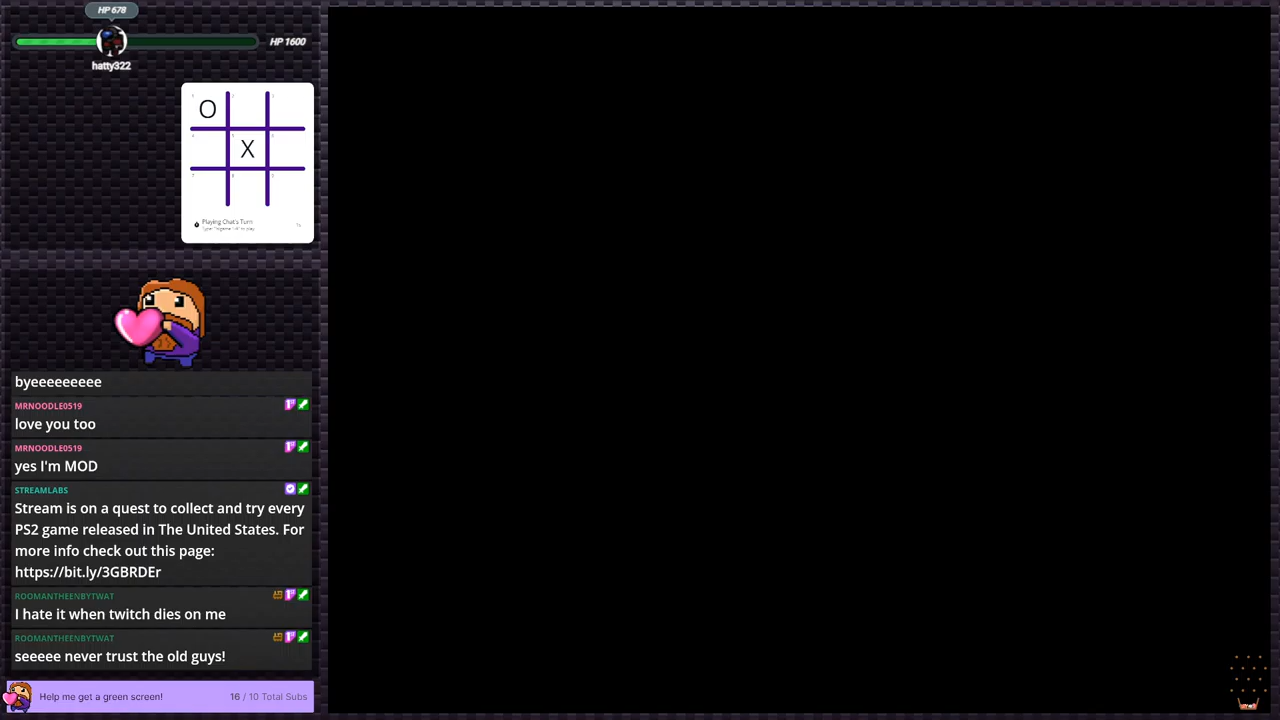 HP 678
HP 1600
hatty322
O
X
Playing Chat's Turn
byeeeeeeeee
MRNOODLE0519
love you too
MRNOODLE0519
yes I'm MOD
STREAMLABS
Stream is on a quest to collect and try every
PS2 game released in The United States. For
more info check out this page:
https://bit.ly/3GBRDEr
ROOMANTHEENBYTWAT
I hate it when twitch dies on me
ROOMANTHEENBYTWAT
seeeee never trust the old guys!
Help me get a green screen!
16 / 10 Total Subs